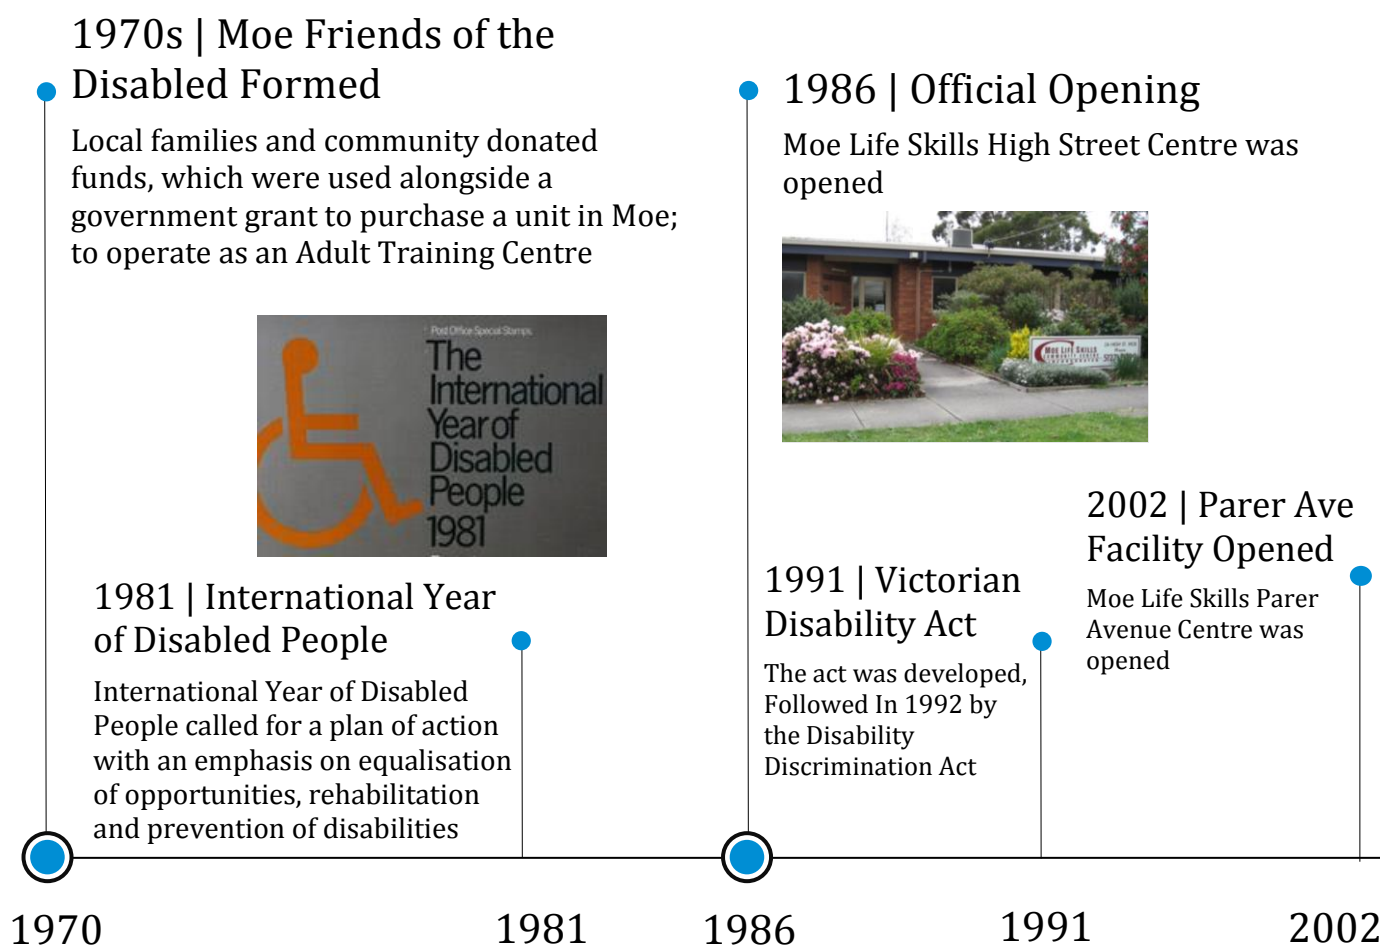 1970s | Moe Friends of the
Disabled Formed
Local families and community donated
funds, which were used alongside a
government grant to purchase a unit in Moe;
to operate as an Adult Training Centre
Post Office Special Stamps.
The
International
Year of
Disabled
People
1981
1981 | International Year
of Disabled People
International Year of Disabled
People called for a plan of action
with an emphasis on equalisation
of opportunities, rehabilitation
and prevention of disabilities
1986 | Official Opening
Moe Life Skills High Street Centre was
opened
MOE LIFE SKILLS
COMMUNITY CENTRE
1991 | Victorian
Disability Act
The act was developed,
Followed In 1992 by
the Disability
Discrimination Act
2002 | Parer Ave
Facility Opened
Moe Life Skills Parer
Avenue Centre was
opened
1970
1981
1986
1991
2002